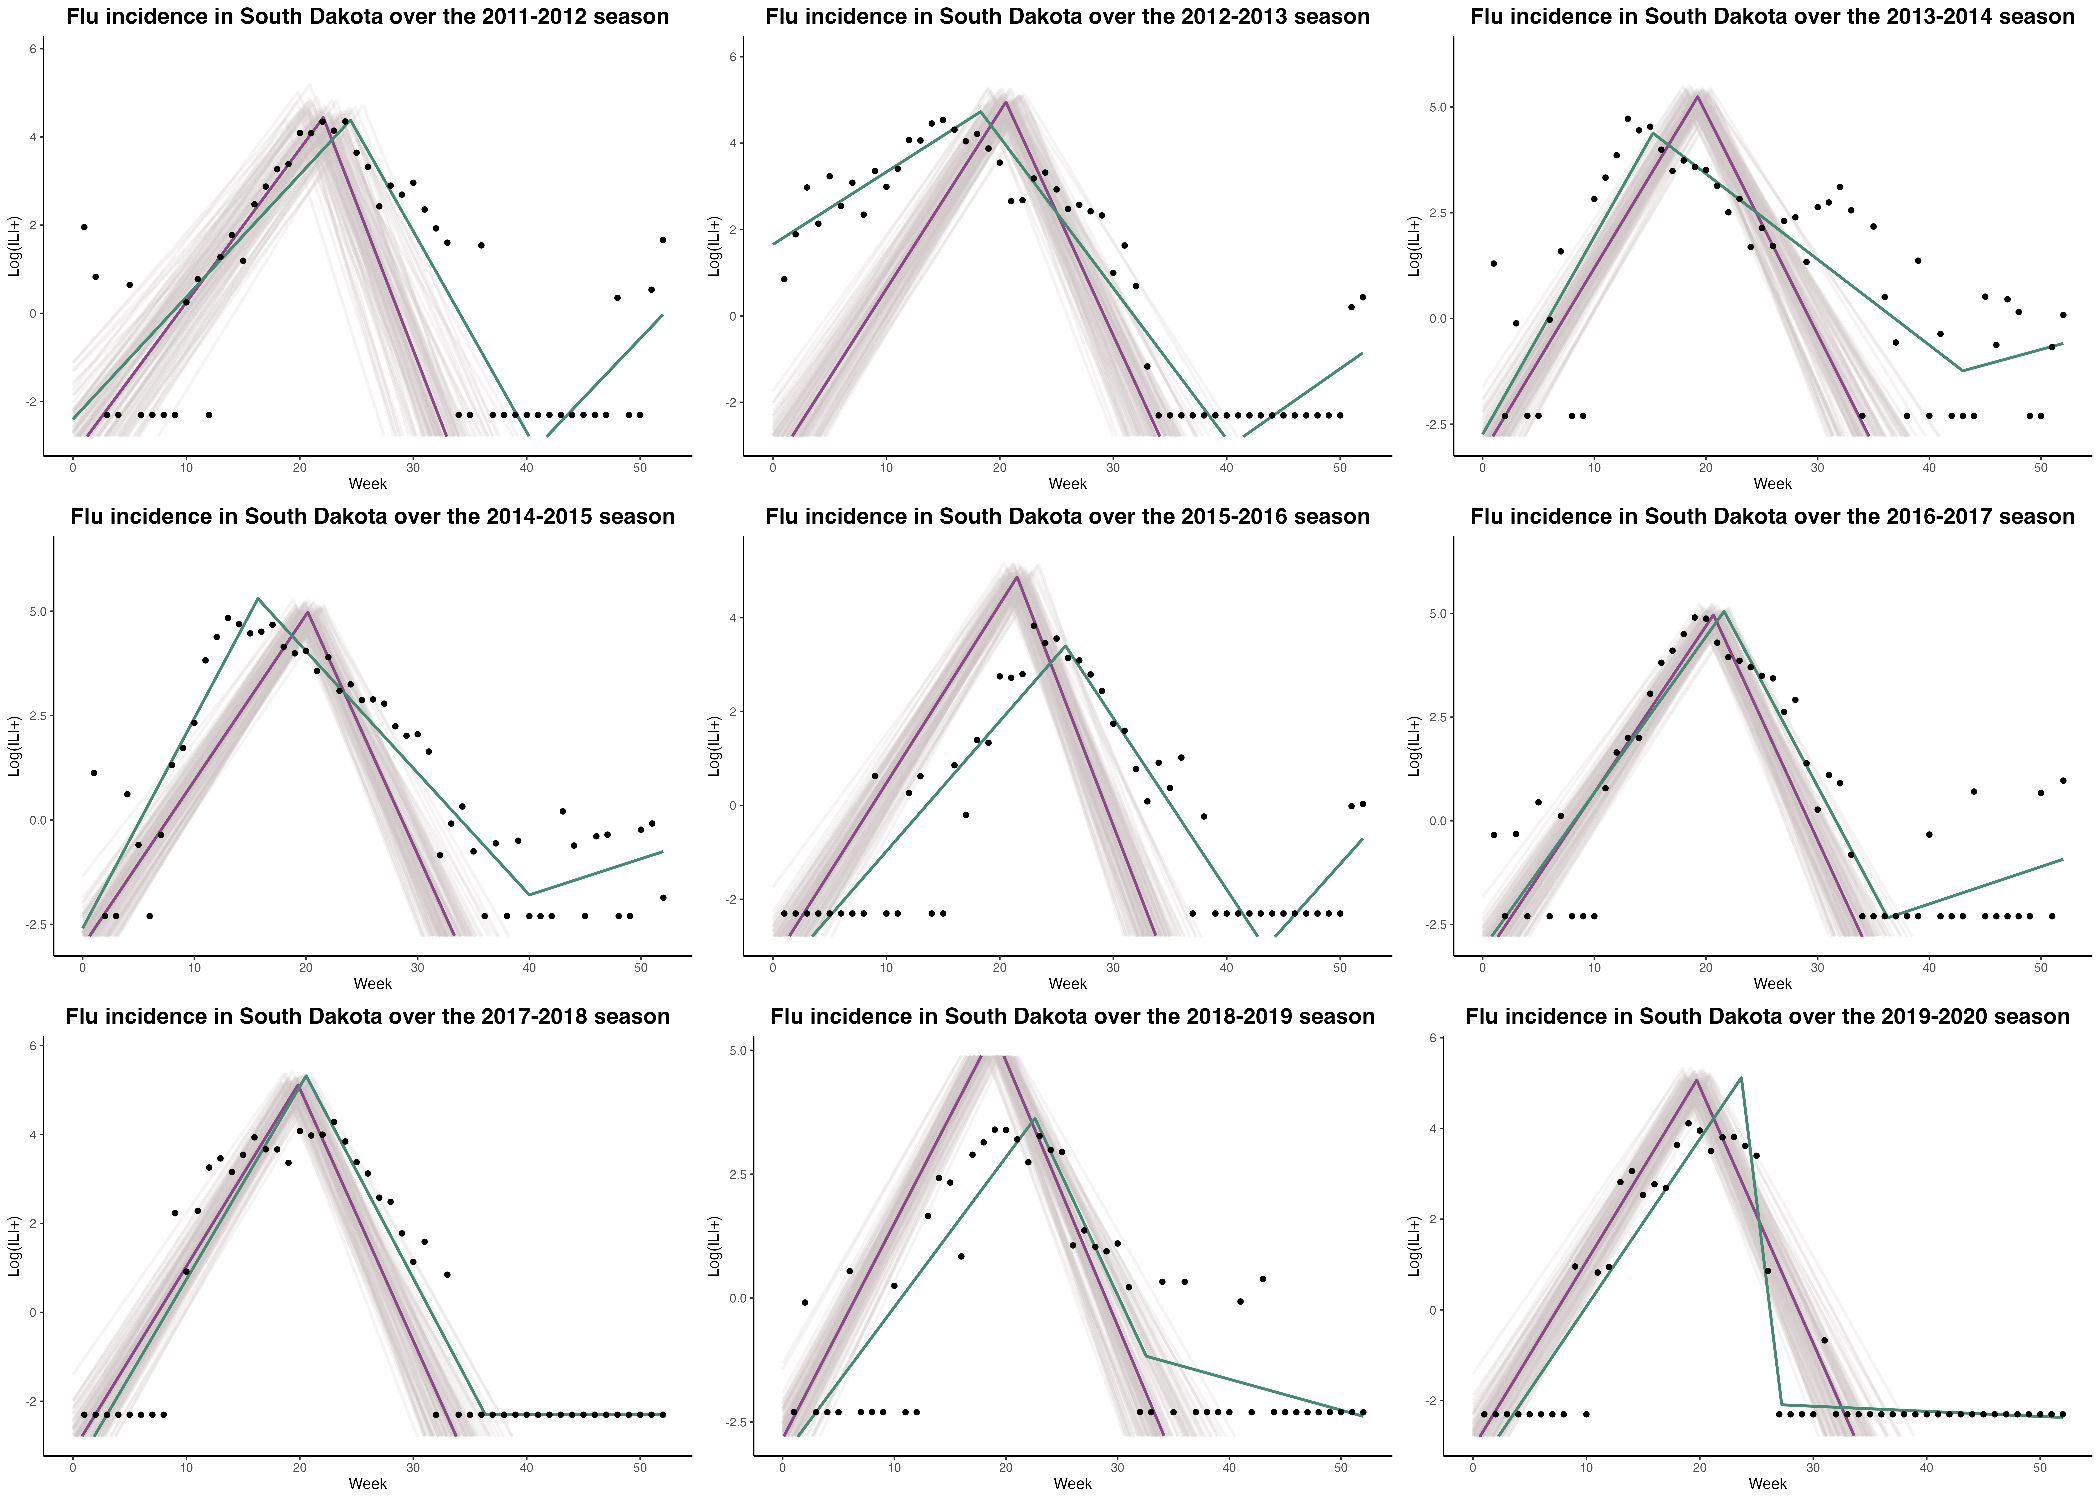 Flu incidence in South Dakota over the 2011-2012 season
6
4
2
0
-2
Log(ILI+)
0 10 20 30 40 50
Week
Flu incidence in South Dakota over the 2012-2013 season
6
4
2
0
-2
Log(ILI+)
0 10 20 30 40 50
Week
Flu incidence in South Dakota over the 2013-2014 season
5.0
2.5
0.0
-2.5
Log(ILI+)
0 10 20 30 40 50
Week
Flu incidence in South Dakota over the 2014-2015 season
5.0
2.5
0.0
-2.5
Log(ILI+)
0 10 20 30 40 50
Week
Flu incidence in South Dakota over the 2015-2016 season
4
2
0
-2
Log(ILI+)
0 10 20 30 40 50
Week
Flu incidence in South Dakota over the 2016-2017 season
5.0
2.5
0.0
-2.5
Log(ILI+)
0 10 20 30 40 50
Week
Flu incidence in South Dakota over the 2017-2018 season
6
4
2
0
-2
Log(ILI+)
0 10 20 30 40 50
Week
Flu incidence in South Dakota over the 2018-2019 season
5.0
2.5
0.0
-2.5
Log(ILI+)
0 10 20 30 40 50
Week
Flu incidence in South Dakota over the 2019-2020 season
6
4
2
0
-2
Log(ILI+)
0 10 20 30 40 50
Week